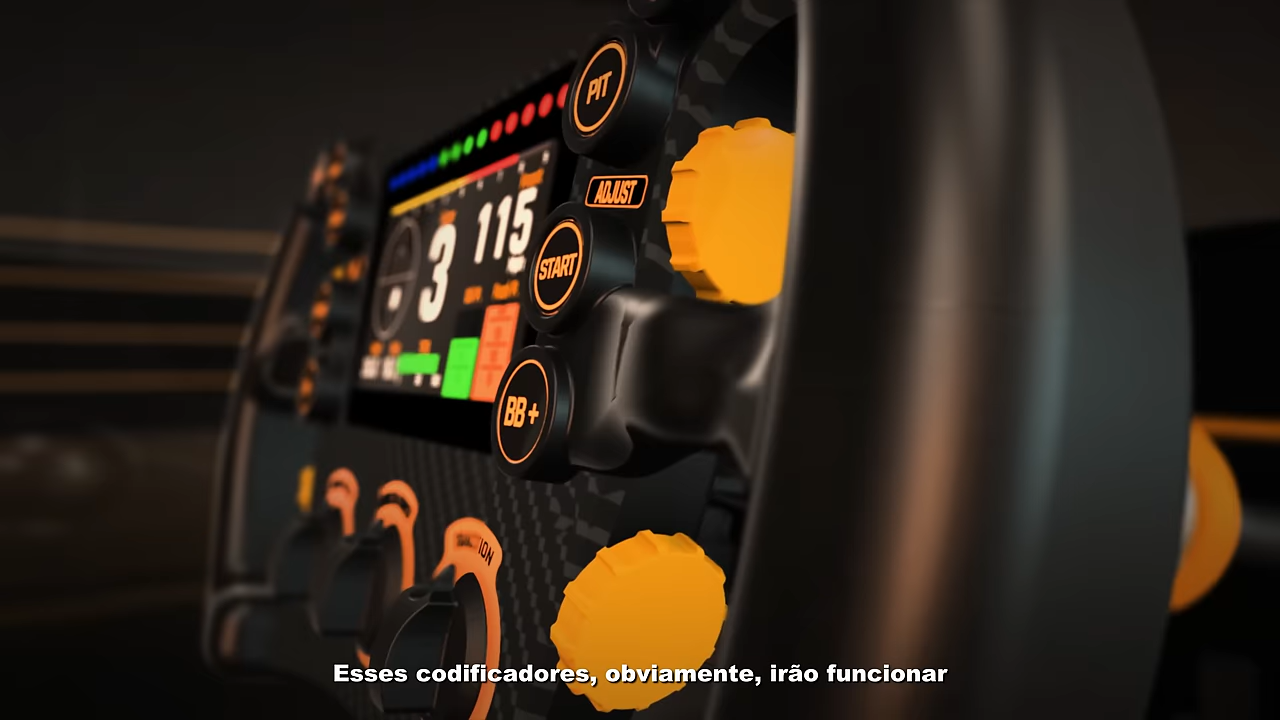 PIT
ADJUST
START
BB+
3
115
Esses codificadores, obviamente, irão funcionar